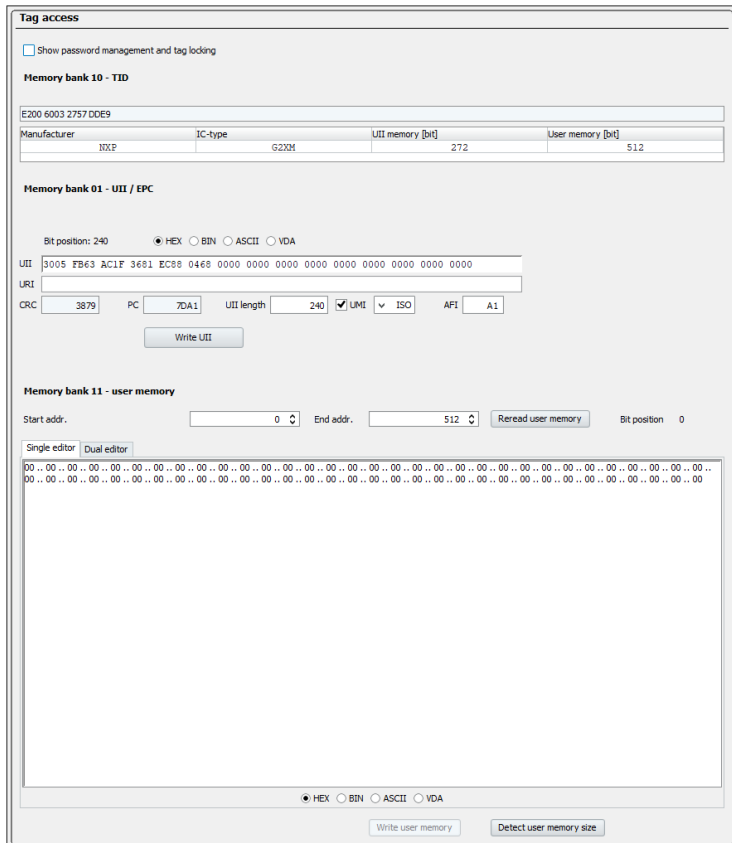 Tag access
Show password management and tag locking
Memory bank 10 - TID
E200 6003 2757 DDE9
Manufacturer IC-type UII memory [bit] User memory [bit]
NXP G2XM 272 512
Memory bank 01 - UII / EPC
Bit position: 240 HEX BIN ASCII VDA
UII 3005 FB63 AC1F 3681 EC88 0468 0000 0000 0000 0000 0000 0000 0000 0000 0000
URI
CRC 3879 PC 7DA1 UII length 240 UMI ISO AFI A1
Write UII
Memory bank 11 - user memory
Start addr. 0 End addr. 512 Reread user memory Bit position 0
Single editor Dual editor
00 .. 00 .. 00 .. 00 .. 00 .. 00 .. 00 .. 00 .. 00 .. 00 .. 00 .. 00 .. 00 .. 00 .. 00 .. 00 .. 00 .. 00 .. 00 .. 00 .. 00 .. 00 .. 00 .. 00 .. 00 .. 00 .. 00 .. 00 .. 00 .. 00 .. 00 .. 00 ..
00 .. 00 .. 00 .. 00 .. 00 .. 00 .. 00 .. 00 .. 00 .. 00 .. 00 .. 00 .. 00 .. 00 .. 00 .. 00 .. 00 .. 00 .. 00 .. 00 .. 00 .. 00 .. 00 .. 00 .. 00 .. 00 .. 00 .. 00 .. 00 .. 00 .. 00 .. 00
HEX BIN ASCII VDA
Write user memory Detect user memory size